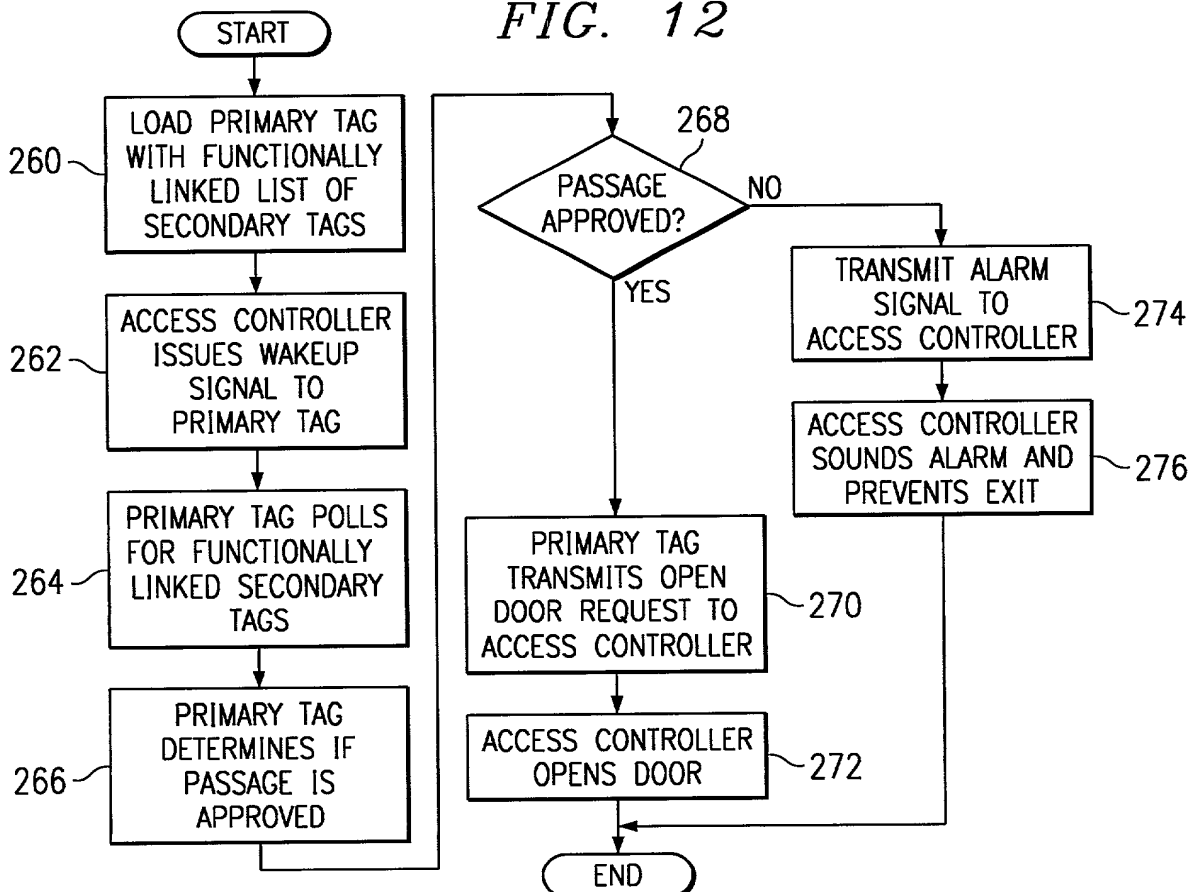 FIG. 12
START
260
LOAD PRIMARY TAG
WITH FUNCTIONALLY
LINKED LIST OF
SECONDARY TAGS
262
ACCESS CONTROLLER
ISSUES WAKEUP
SIGNAL TO
PRIMARY TAG
264
PRIMARY TAG POLLS
FOR FUNCTIONALLY
LINKED SECONDARY
TAGS
266
PRIMARY TAG
DETERMINES IF
PASSAGE IS
APPROVED
268
PASSAGE
APPROVED?
NO
YES
TRANSMIT ALARM
SIGNAL TO
ACCESS CONTROLLER
274
ACCESS CONTROLLER
SOUNDS ALARM AND
PREVENTS EXIT
276
PRIMARY TAG
TRANSMITS OPEN
DOOR REQUEST TO
ACCESS CONTROLLER
270
ACCESS CONTROLLER
OPENS DOOR
272
END